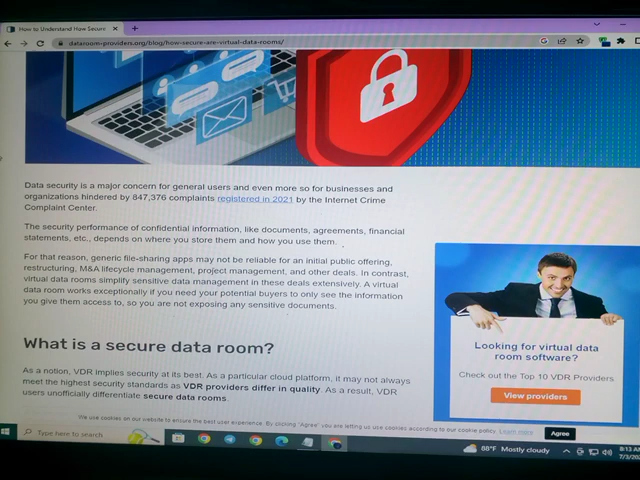 How to Understand How Secure
dataroom-providers.org/blog/how-secure-are-virtual-data-rooms/
Data security is a major concern for general users and even more so for businesses and
organizations hindered by 847,376 complaints registered in 2021 by the Internet Crime
Complaint Center.
The security performance of confidential information, like documents, agreements, financial
statements, etc., depends on where you store them and how you use them.
For that reason, generic file-sharing apps may not be reliable for an initial public offering,
restructuring, M&A lifecycle management, project management, and other deals. In contrast,
virtual data rooms simplify sensitive data management in these deals extensively. A virtual
data room works exceptionally if you need your potential buyers to only see the information
you give them access to, so you are not exposing any sensitive documents.
What is a secure data room?
As a notion, VDR implies security at its best. As a particular cloud platform, it may not always
meet the highest security standards as VDR providers differ in quality. As a result, VDR
users unofficially differentiate secure data rooms.
Looking for virtual data
room software?
Check out the Top 10 VDR Providers
View providers
We use cookies on our website to ensure the best user experience. By clicking "Agree" you are letting us use cookies according to our cookie policy. Learn more
Agree
Type here to search
88°F Mostly cloudy
8:13 AM
7/3/202